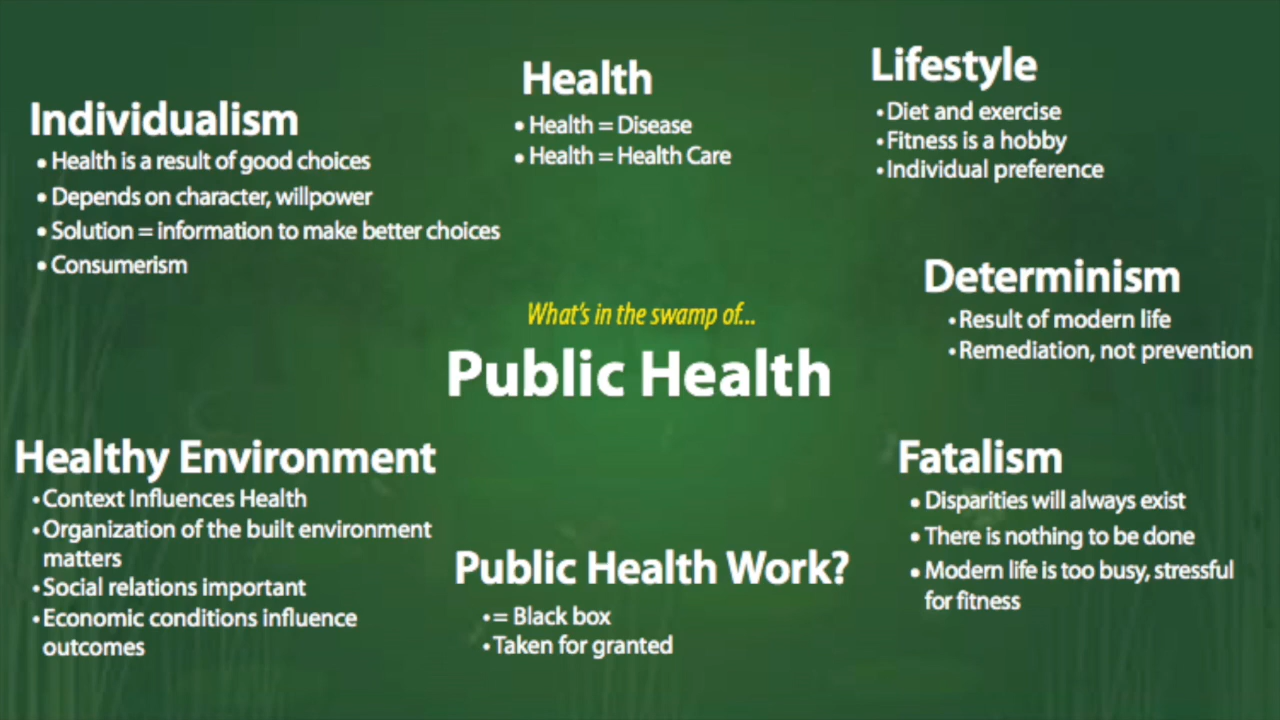 Individualism
• Health is a result of good choices
• Depends on character, willpower
• Solution = information to make better choices
• Consumerism
Health
• Health = Disease
• Health = Health Care
Lifestyle
• Diet and exercise
• Fitness is a hobby
• Individual preference
Determinism
• Result of modern life
• Remediation, not prevention
What's in the swamp of...
Public Health
Healthy Environment
• Context Influences Health
• Organization of the built environment
matters
• Social relations important
• Economic conditions influence
outcomes
Public Health Work?
• = Black box
• Taken for granted
Fatalism
• Disparities will always exist
• There is nothing to be done
• Modern life is too busy, stressful
for fitness